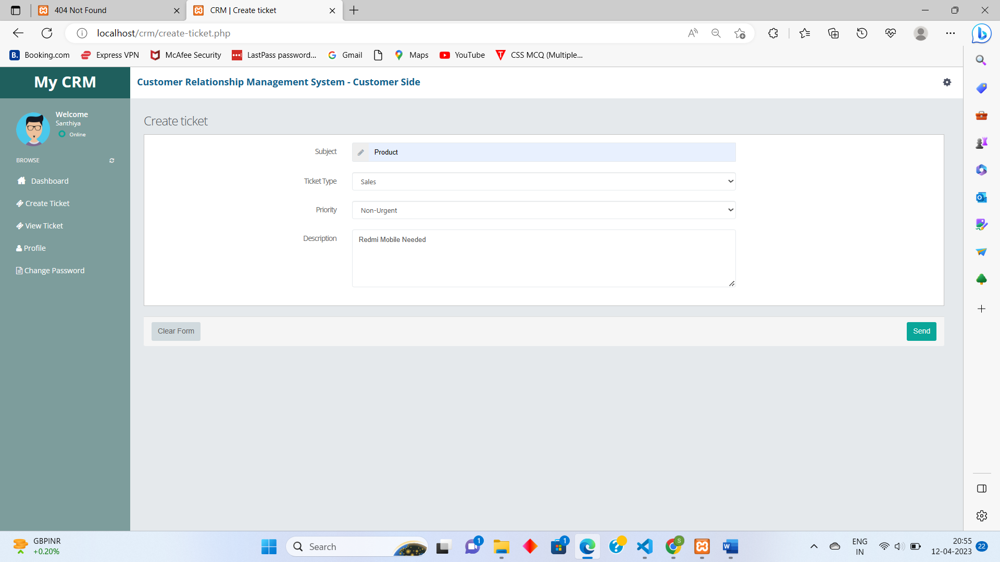 404 Not Found
CRM | Create ticket
localhost/crm/create-ticket.php
Booking.com
Express VPN
McAfee Security
LastPass password...
Gmail
Maps
YouTube
CSS MCQ (Multiple...
My CRM
Customer Relationship Management System - Customer Side
Welcome
Santhiya
Online
BROWSE
Dashboard
Create Ticket
View Ticket
Profile
Change Password
Create ticket
Subject
Product
Ticket Type
Sales
Priority
Non-Urgent
Description
Redmi Mobile Needed
Clear Form
Send
GBPINR
+0.20%
Search
1
1
S
ENG
IN
20:55
12-04-2023
22